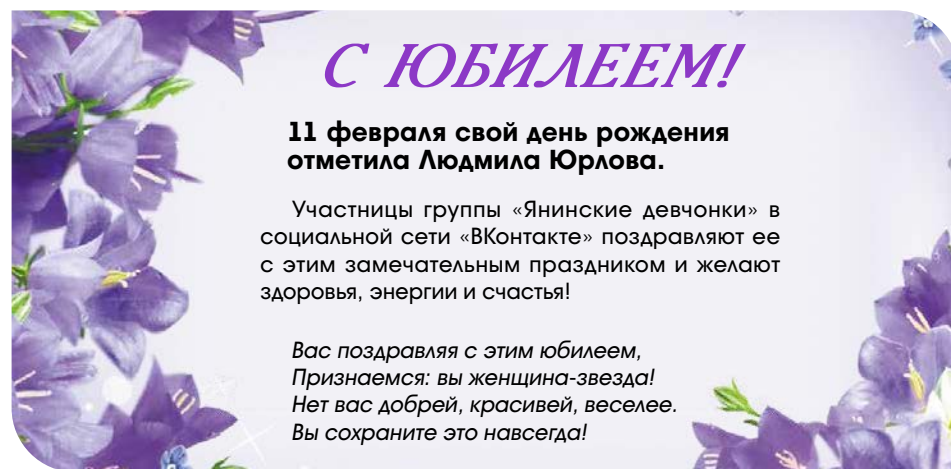 С ЮБИЛЕЕМ!
11 февраля свой день рождения
отметила Людмила Юрлова.
Участницы группы «Янинские девчонки» в
социальной сети «ВКонтакте» поздравляют ее
с этим замечательным праздником и желают
здоровья, энергии и счастья!
Вас поздравляя с этим юбилеем,
Признаемся: вы женщина-звезда!
Нет вас добрей, красивей, веселее.
Вы сохраните это навсегда!